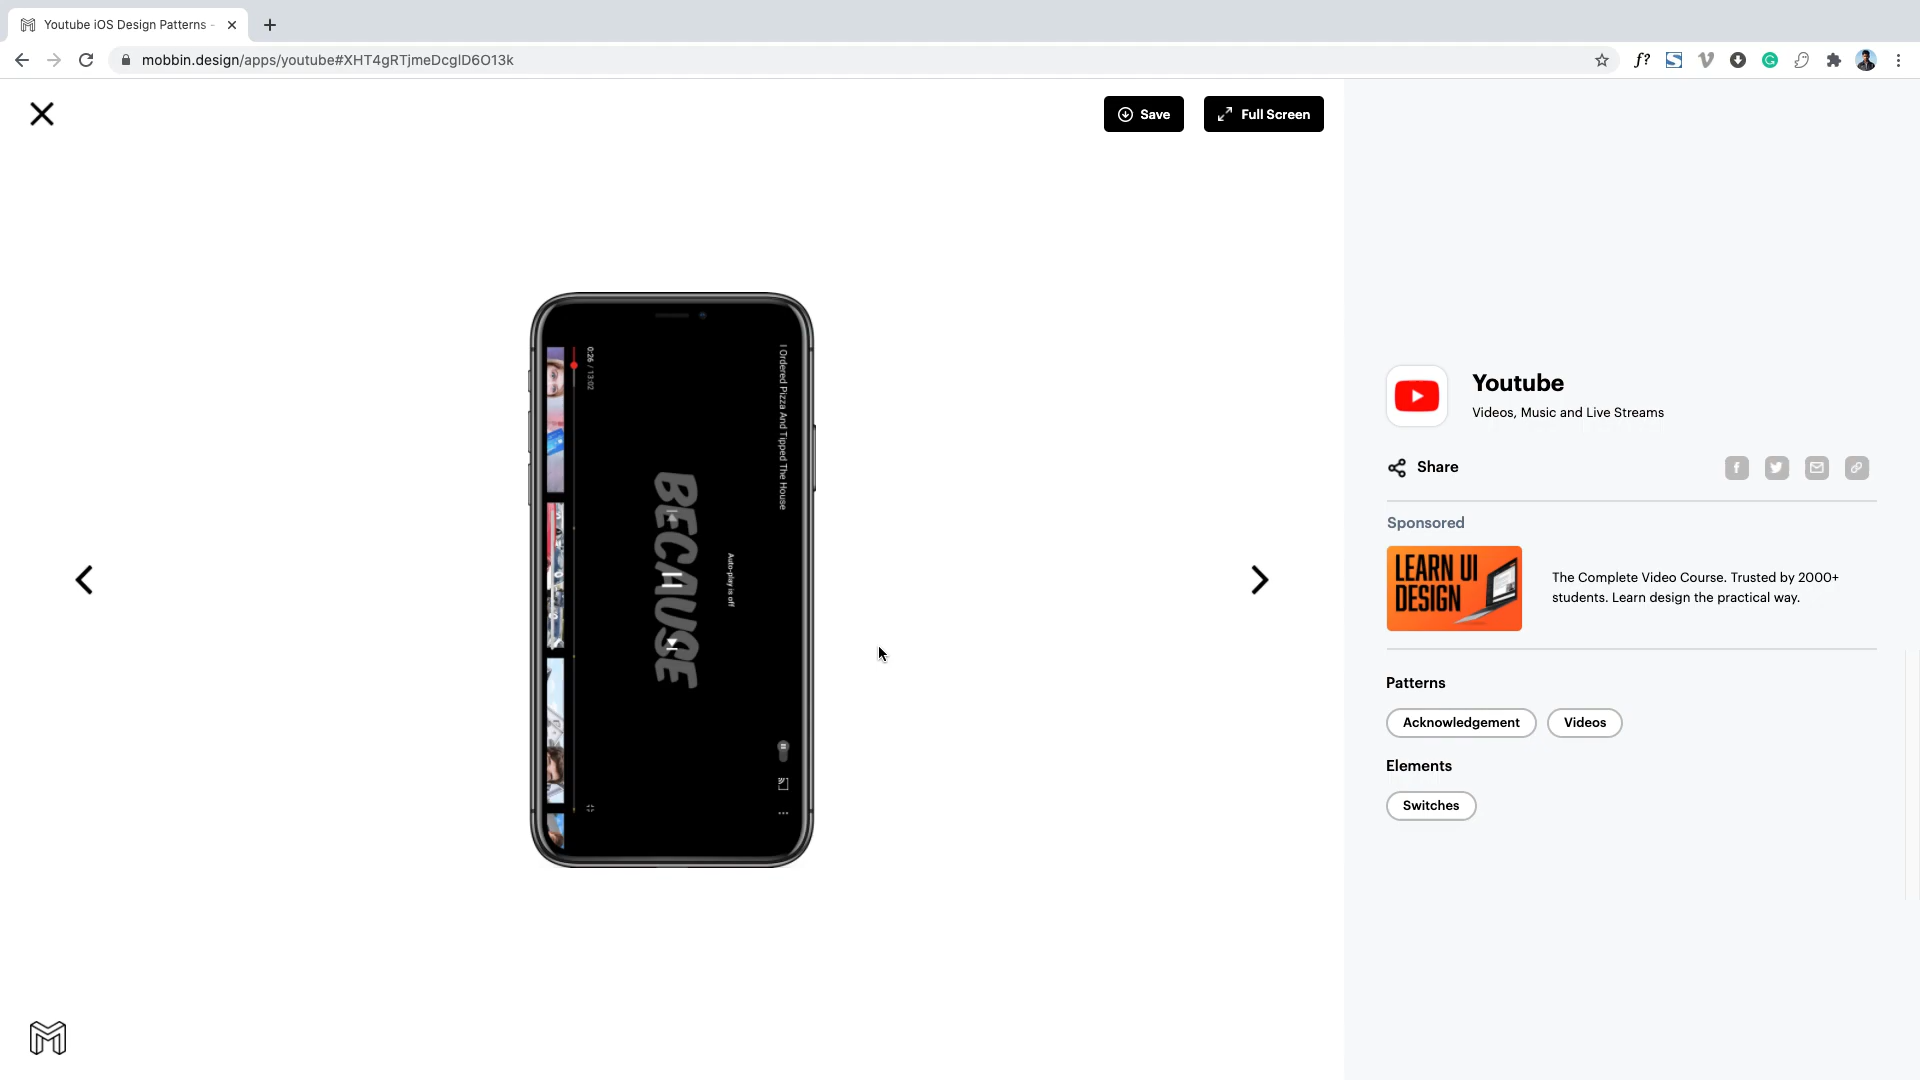 Youtube iOS Design Patterns -
mobbin.design/apps/youtube#XHT4gRTjmeDcglD6O13k
f?
Save
Full Screen
I Ordered Pizza And Tipped The House
Auto-play is off
BECAUSE
0:26 / 13:02
Youtube
Videos, Music and Live Streams
Share
Sponsored
LEARN UI
DESIGN
The Complete Video Course. Trusted by 2000+
students. Learn design the practical way.
Patterns
Acknowledgement
Videos
Elements
Switches